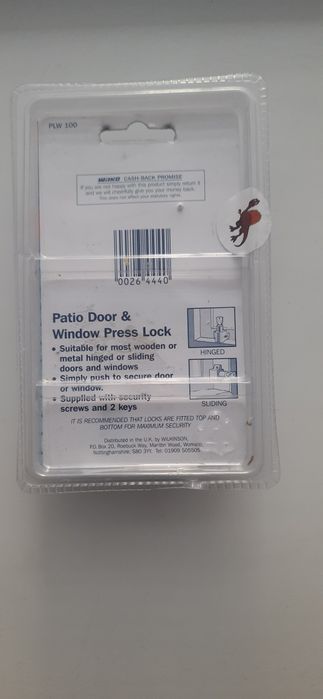 PLW 100
WILKO CASH BACK PROMISE
If you are not happy with this product simply return it
and we will cheerfully give you your money back.
This does not affect your statutory rights.
0026 4440
Patio Door &
Window Press Lock
• Suitable for most wooden or
metal hinged or sliding
doors and windows
• Simply push to secure door
or window.
• Supplied with security
screws and 2 keys
HINGED
SLIDING
IT IS RECOMMENDED THAT LOCKS ARE FITTED TOP AND
BOTTOM FOR MAXIMUM SECURITY
Distributed in the U.K. by WILKINSON,
P.O. Box 20, Roebuck Way, Manton Wood, Worksop,
Nottinghamshire, S80 3YY. Tel: 01909 505505.